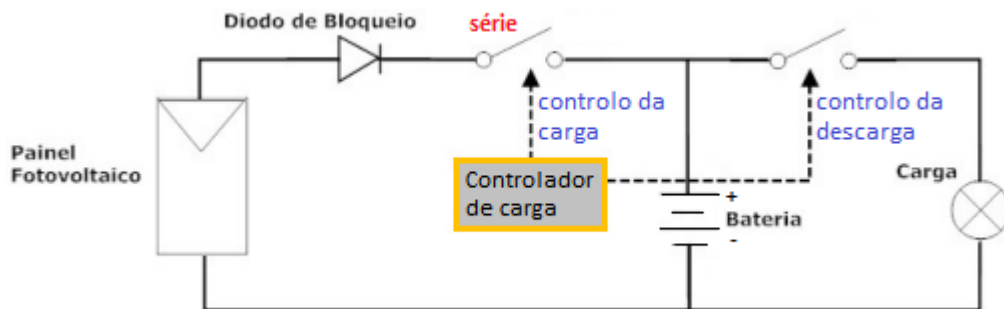 Diodo de Bloqueio
série
controlo da
carga
controlo da
descarga
Painel
Fotovoltaico
Controlador
de carga
Carga
+
Bateria
-